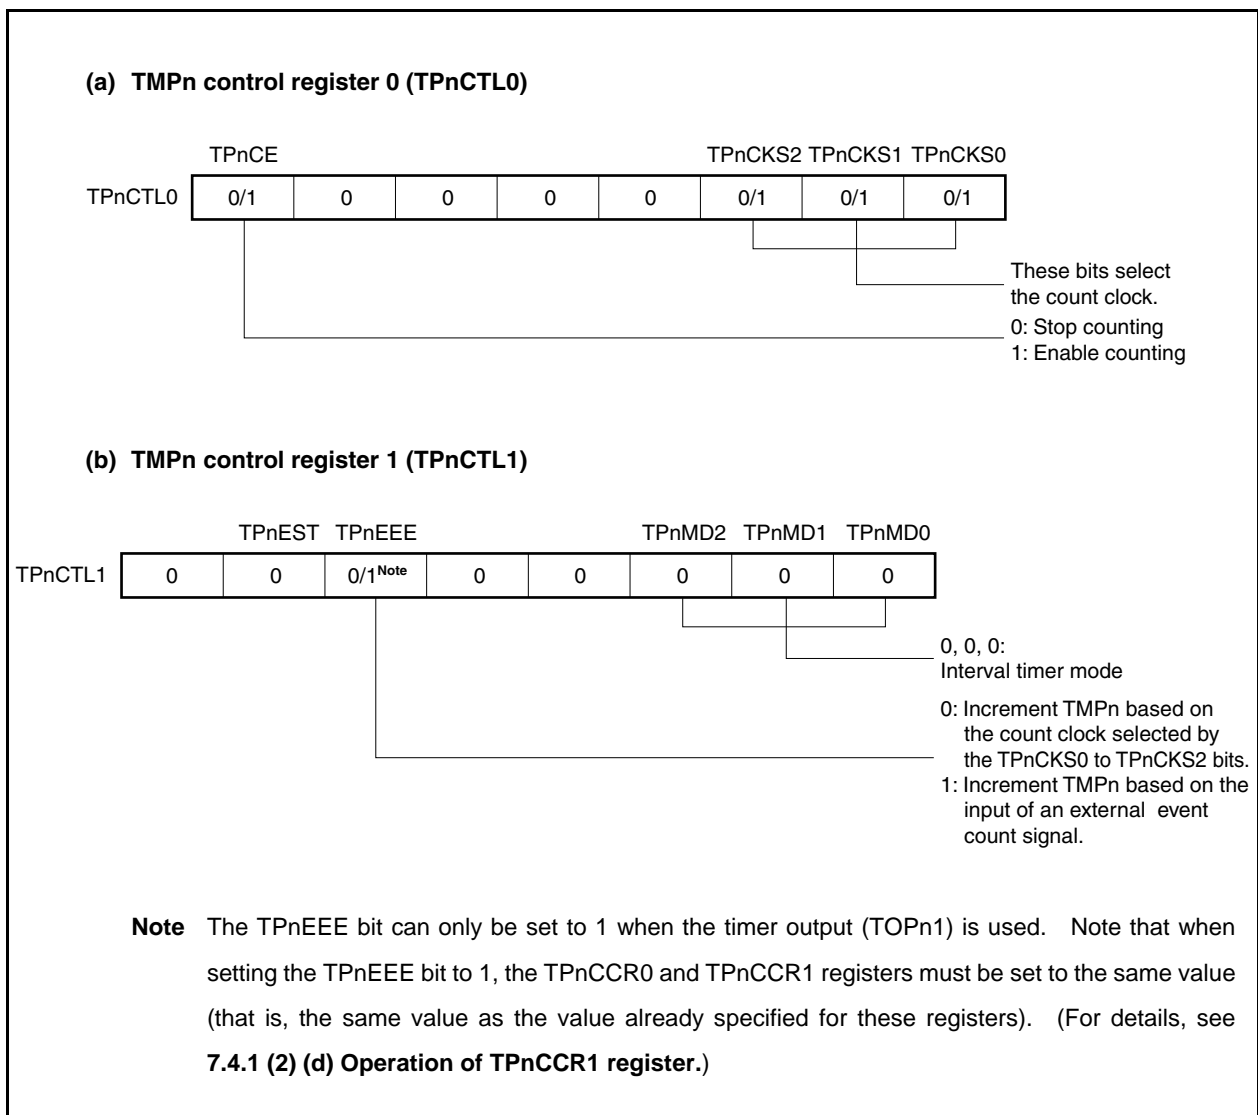 (a) TMPn control register 0 (TPnCTL0)
TPnCE TPnCKS2 TPnCKS1 TPnCKS0
TPnCTL0 0/1 0 0 0 0 0/1 0/1 0/1
These bits select
the count clock.
0: Stop counting
1: Enable counting
(b) TMPn control register 1 (TPnCTL1)
TPnEST TPnEEE TPnMD2 TPnMD1 TPnMD0
TPnCTL1 0 0 0/1Note 0 0 0 0 0
0, 0, 0:
Interval timer mode
0: Increment TMPn based on
the count clock selected by
the TPnCKS0 to TPnCKS2 bits.
1: Increment TMPn based on the
input of an external event
count signal.
Note The TPnEEE bit can only be set to 1 when the timer output (TOPn1) is used. Note that when
setting the TPnEEE bit to 1, the TPnCCR0 and TPnCCR1 registers must be set to the same value
(that is, the same value as the value already specified for these registers). (For details, see
7.4.1 (2) (d) Operation of TPnCCR1 register.)